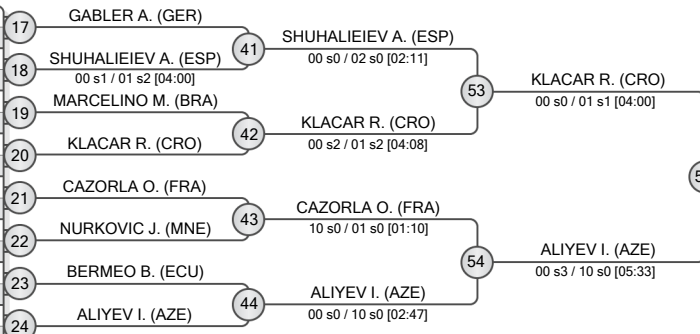 17
GABLER A. (GER)
18
SHUHALIEIEV A. (ESP)
00 s1 / 01 s2 [04:00]
41
SHUHALIEIEV A. (ESP)
00 s0 / 02 s0 [02:11]
19
MARCELINO M. (BRA)
20
KLACAR R. (CRO)
42
KLACAR R. (CRO)
00 s2 / 01 s2 [04:08]
53
KLACAR R. (CRO)
00 s0 / 01 s1 [04:00]
21
CAZORLA O. (FRA)
22
NURKOVIC J. (MNE)
43
CAZORLA O. (FRA)
10 s0 / 01 s0 [01:10]
23
BERMEO B. (ECU)
24
ALIYEV I. (AZE)
44
ALIYEV I. (AZE)
00 s0 / 10 s0 [02:47]
54
ALIYEV I. (AZE)
00 s3 / 10 s0 [05:33]